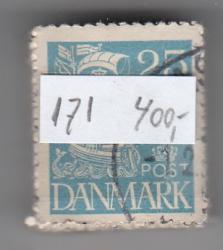 25
171 400,-
POST
DANMARK